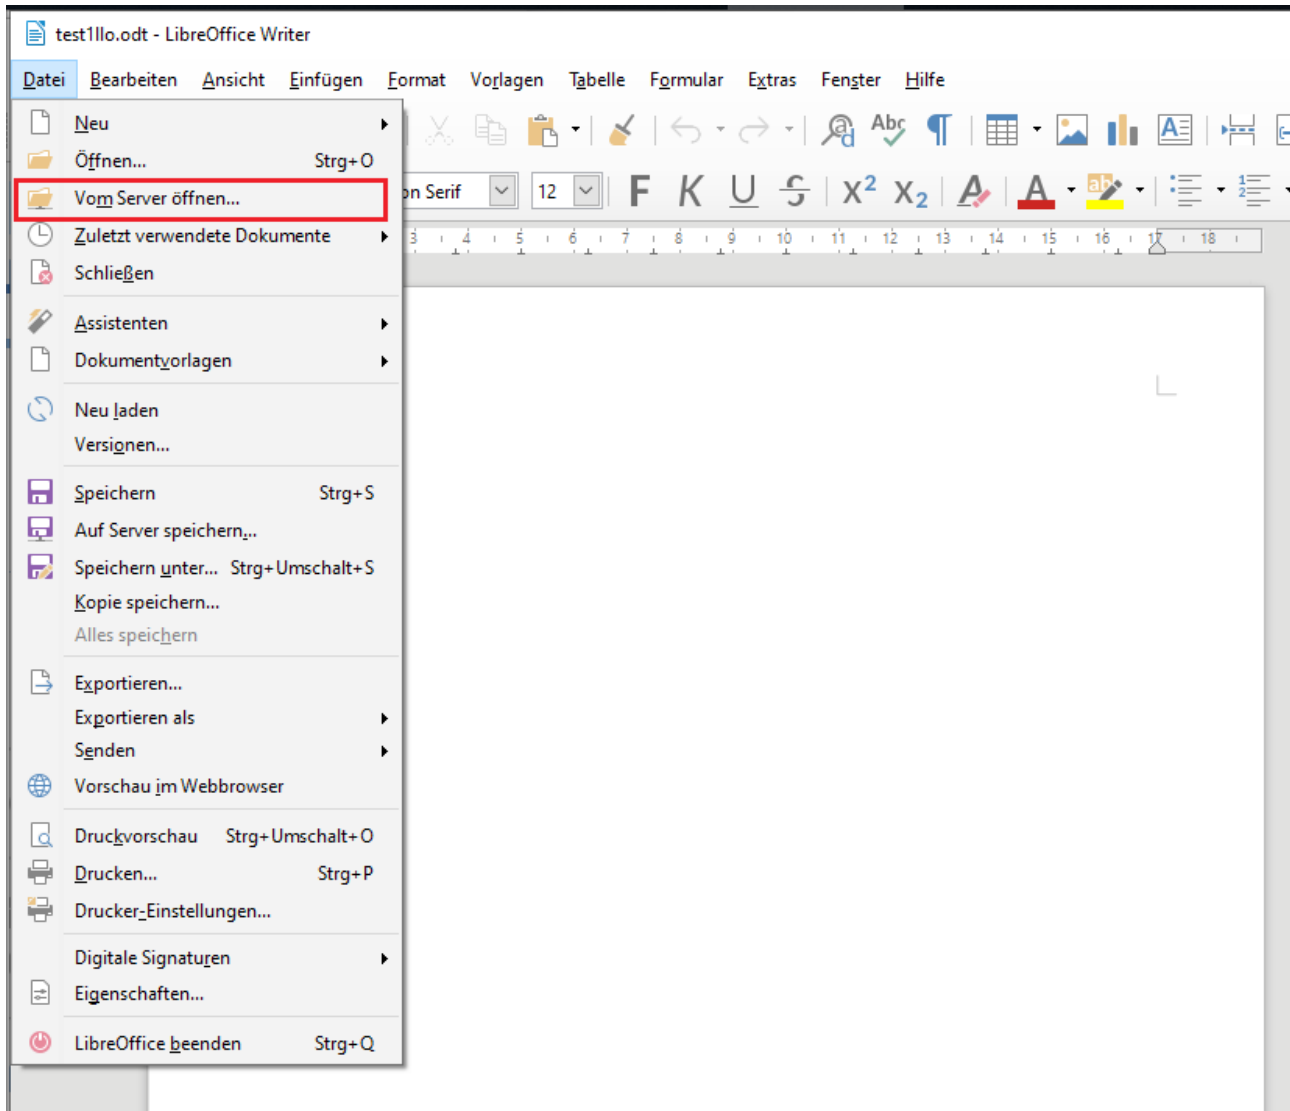 test1llo.odt - LibreOffice Writer
Datei Bearbeiten Ansicht Einfügen Format Vorlagen Tabelle Formular Extras Fenster Hilfe
Neu
Öffnen... Strg+O
Vom Server öffnen...
Zuletzt verwendete Dokumente
Schließen
Assistenten
Dokumentvorlagen
Neu laden
Versionen...
Speichern Strg+S
Auf Server speichern...
Speichern unter... Strg+Umschalt+S
Kopie speichern...
Alles speichern
Exportieren...
Exportieren als
Senden
Vorschau im Webbrowser
Druckvorschau Strg+Umschalt+O
Drucken... Strg+P
Drucker-Einstellungen...
Digitale Signaturen
Eigenschaften...
LibreOffice beenden Strg+Q
Abc A
on Serif 12 F K U S X² X₂ A A ab
3 4 5 6 7 8 9 10 11 12 13 14 15 16 17 18